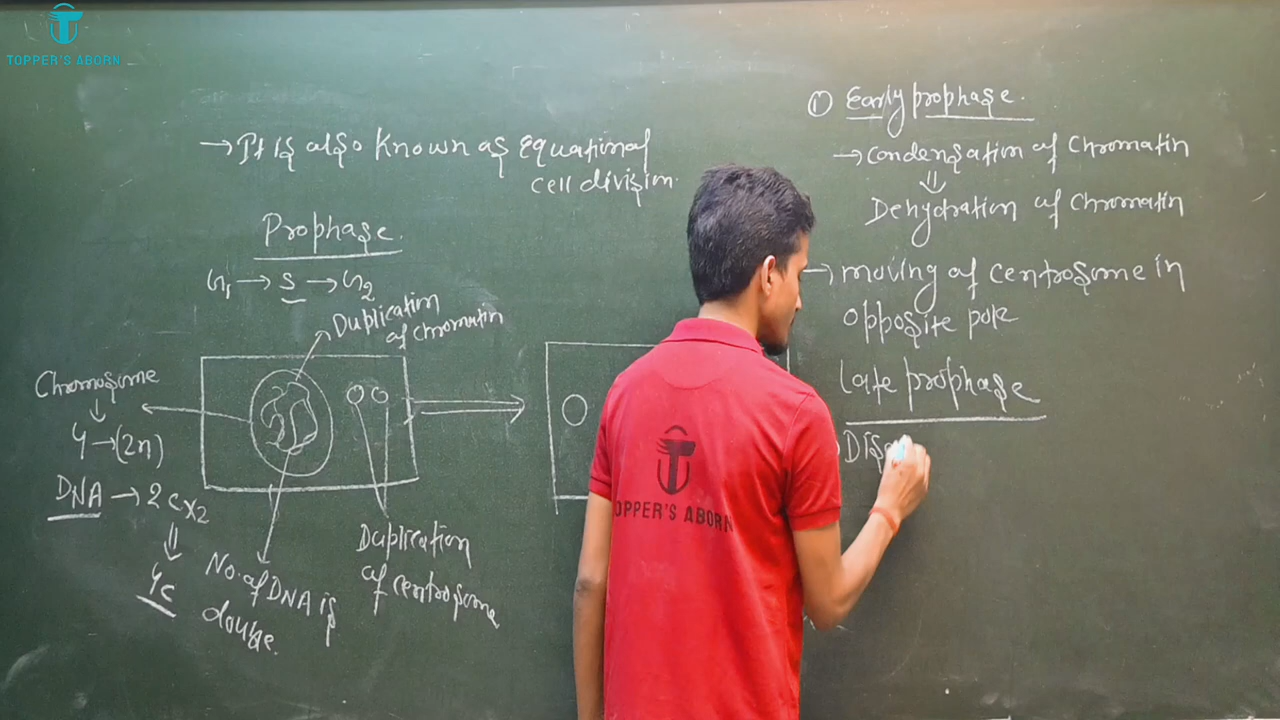 TOPPER'S ABORN
→ It is also known as Equational
cell division.
Prophase.
G1 → S → G2
Duplication
of chromatin
Chromosome
4 → (2n)
DNA → 2c×2
4c
No. of DNA is
double.
Duplication
of centrosome
① Early prophase.
→ Condensation of Chromatin
Dehydration of Chromatin
→ moving of centrosome in
opposite pole
Late prophase
TOPPER'S ABORN